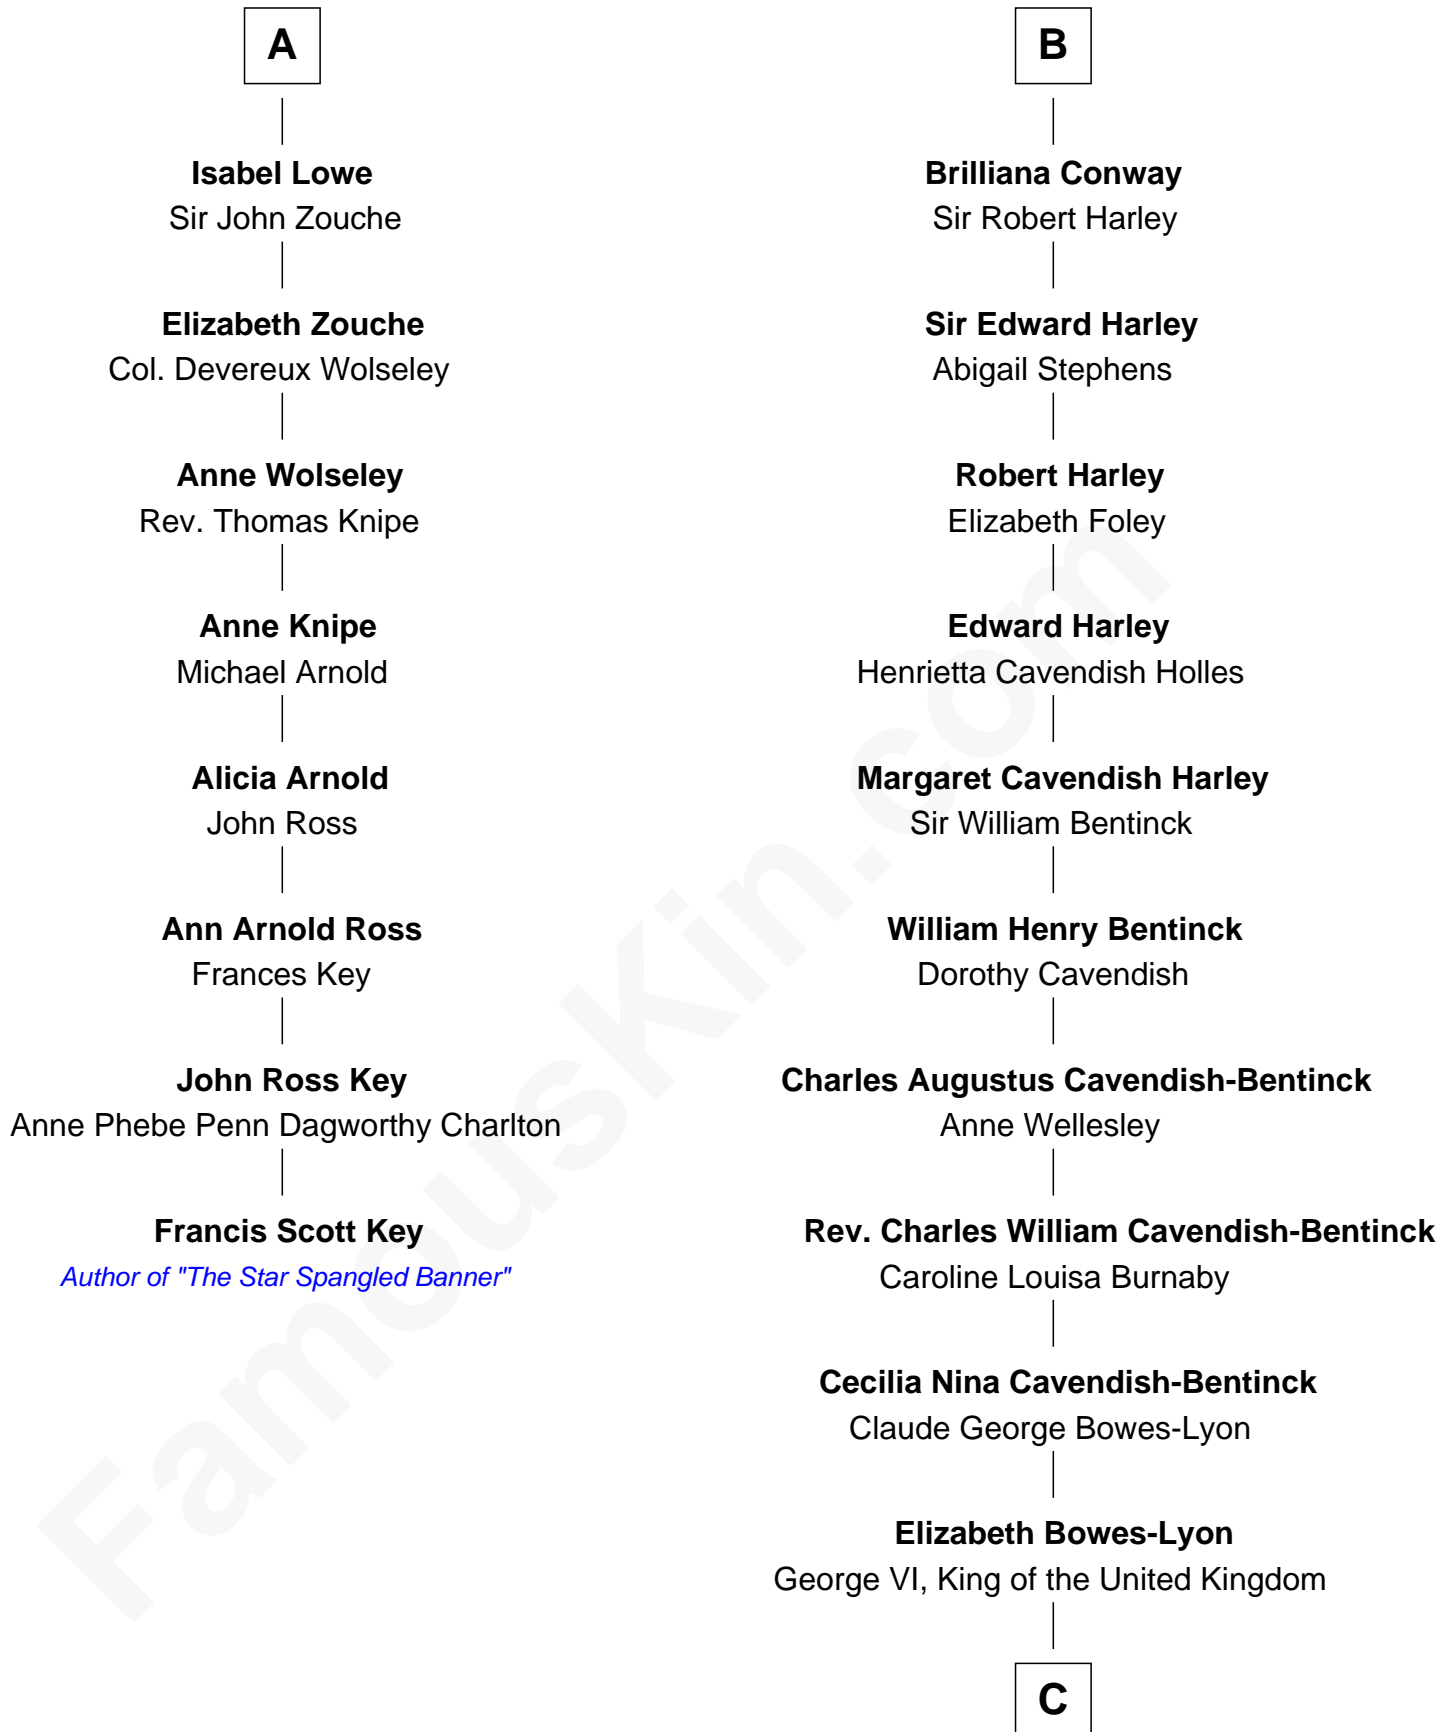 A
Isabel Lowe
Sir John Zouche
Elizabeth Zouche
Col. Devereux Wolseley
Anne Wolseley
Rev. Thomas Knipe
Anne Knipe
Michael Arnold
Alicia Arnold
John Ross
Ann Arnold Ross
Frances Key
John Ross Key
Anne Phebe Penn Dagworthy Charlton
Francis Scott Key
Author of "The Star Spangled Banner"
B
Brilliana Conway
Sir Robert Harley
Sir Edward Harley
Abigail Stephens
Robert Harley
Elizabeth Foley
Edward Harley
Henrietta Cavendish Holles
Margaret Cavendish Harley
Sir William Bentinck
William Henry Bentinck
Dorothy Cavendish
Charles Augustus Cavendish-Bentinck
Anne Wellesley
Rev. Charles William Cavendish-Bentinck
Caroline Louisa Burnaby
Cecilia Nina Cavendish-Bentinck
Claude George Bowes-Lyon
Elizabeth Bowes-Lyon
George VI, King of the United Kingdom
C
FamousKin.com